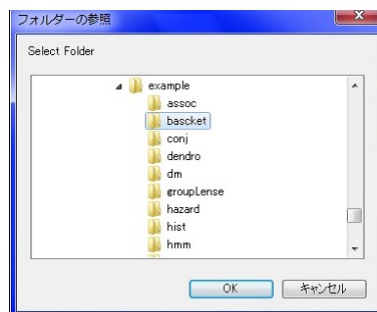 フォルダーの参照
Select Folder
example
assoc
bascket
conj
dendro
dm
groupLense
hazard
hist
hmm
OK
キャンセル